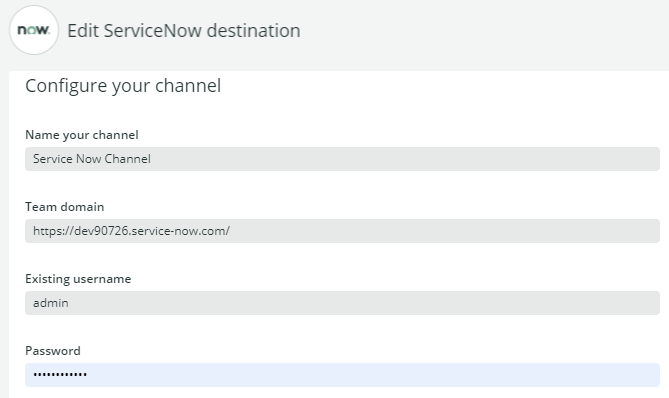 now.
Edit ServiceNow destination
Configure your channel
Name your channel
Service Now Channel
Team domain
https://dev90726.service-now.com/
Existing username
admin
Password
••••••••••••